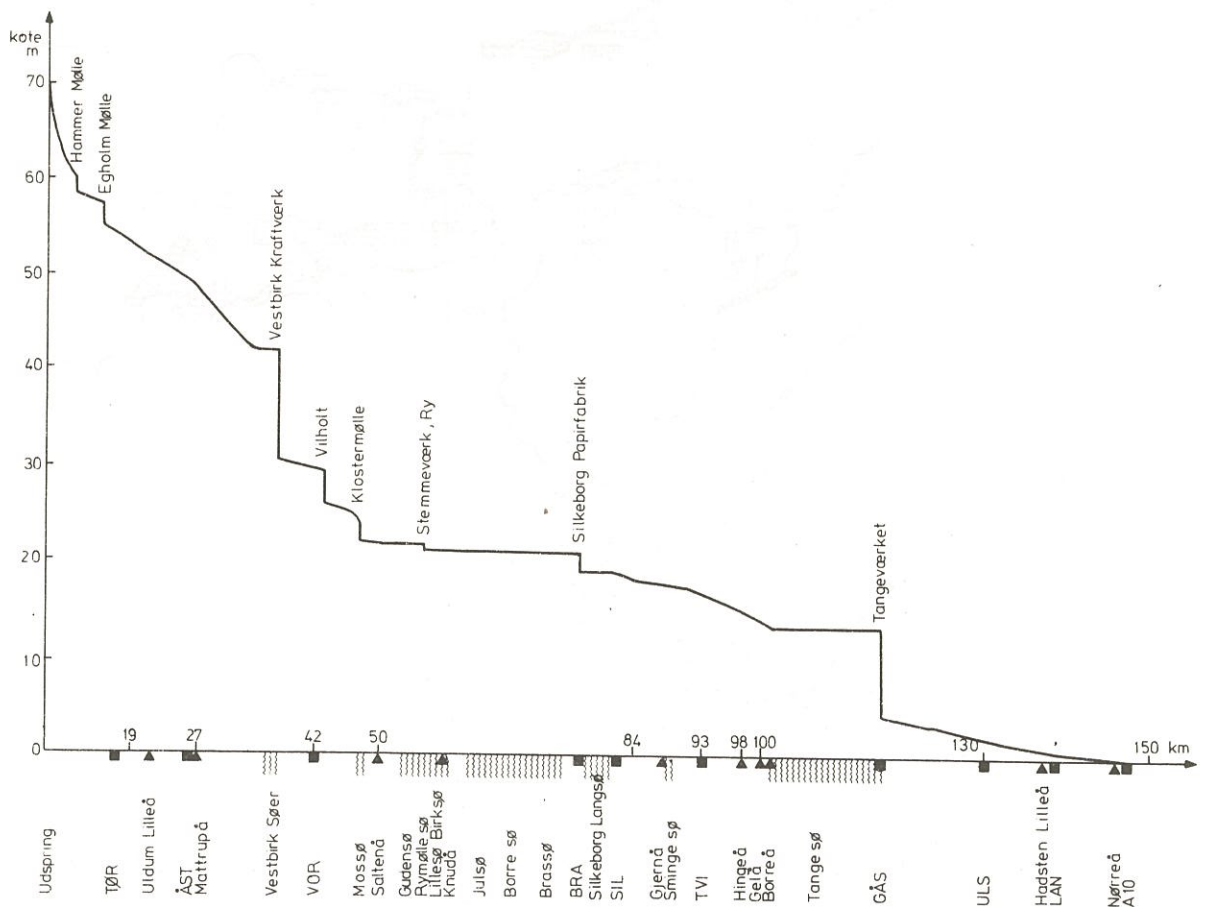 kote
m
70
60
50
40
30
20
10
0
Hammer Mølle
Egholm Mølle
Vestbirk Kraftværk
Vilholt
Klostermølle
Stemmeværk, Ry
Silkeborg Papirfabrik
Tangeværket
19
27
42
50
84
93
98
100
130
150 km
Udspring
TØR
Uldum Lilleå
ÅST
Mattrup å
Vestbirk Søer
VOR
Mossø
Saltenå
Gudensø
Rymølle sø
Lillesø Birksø
Knudå
Julsø
Borre sø
Brassø
BRA
Silkeborg Langsø
SIL
Gjernå
Sminge sø
TVI
Hingeå
Gelå
Borreå
Tange sø
GÅS
ULS
Hadsten Lilleå
LAN
Nørreå
A10